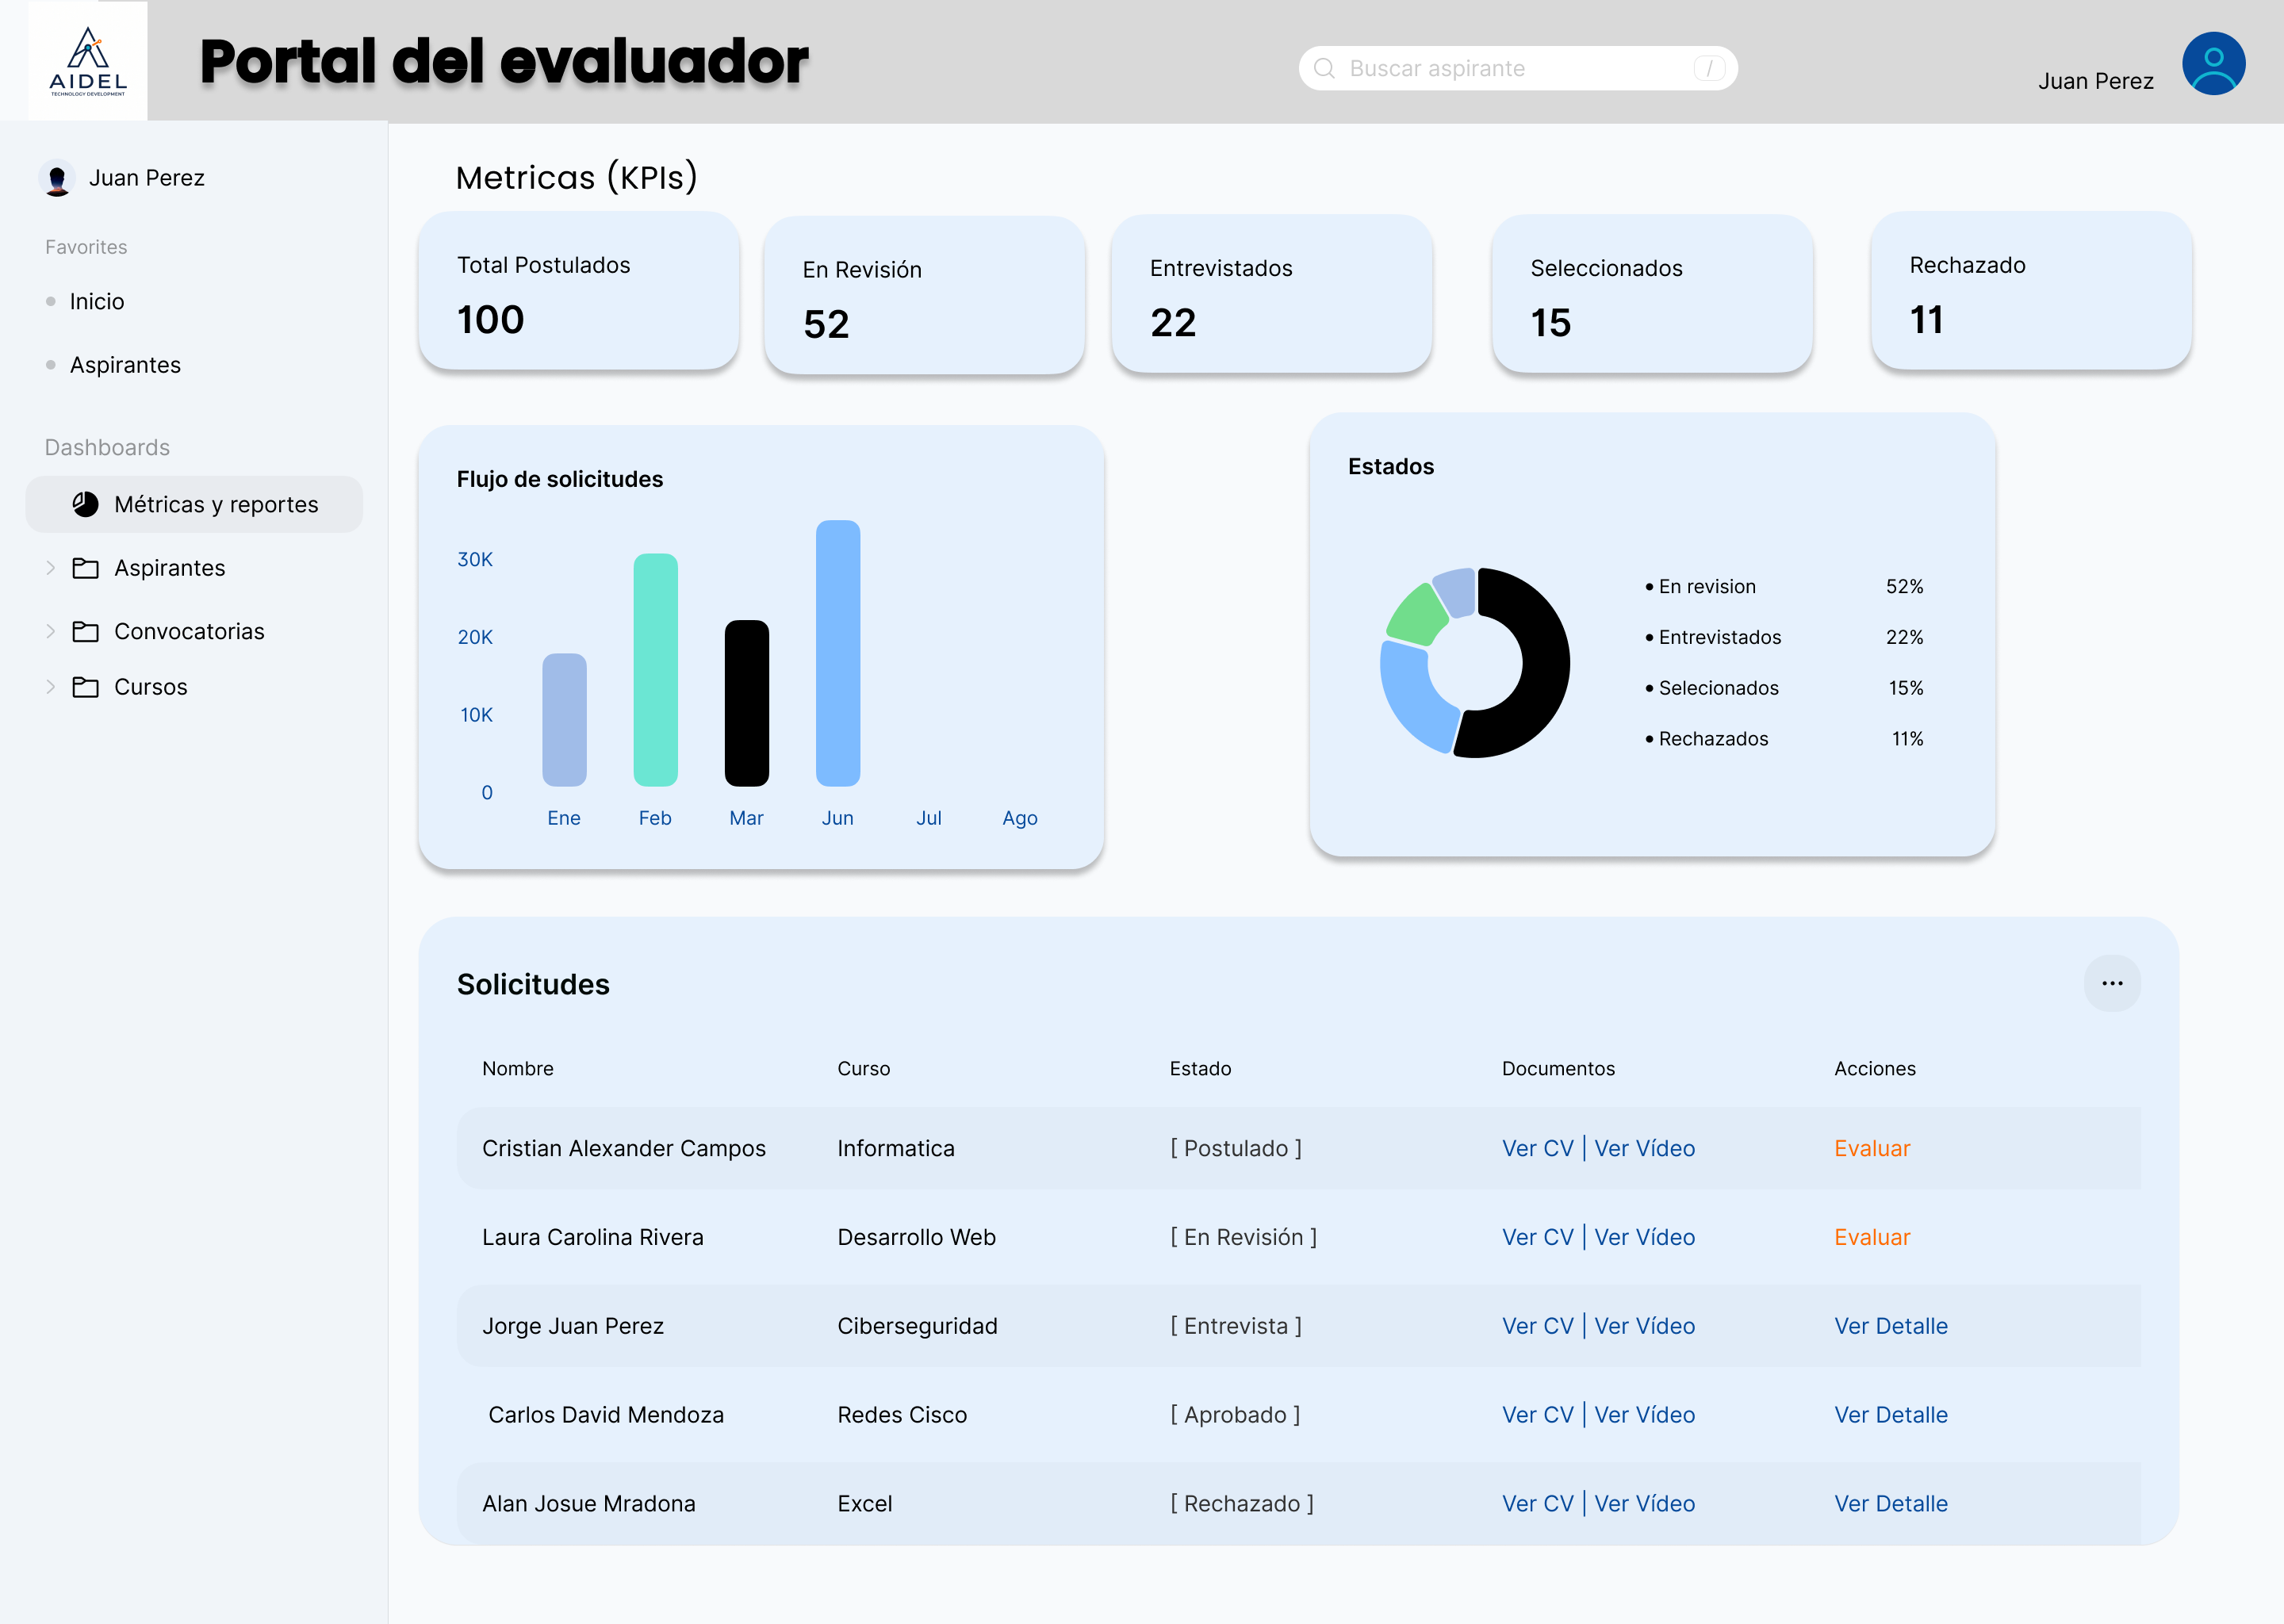 AIDEL
TECHNOLOGY DEVELOPMENT
Portal del evaluador
Buscar aspirante
/
Juan Perez
Juan Perez
Favorites
Inicio
Aspirantes
Dashboards
Métricas y reportes
Aspirantes
Convocatorias
Cursos
Metricas (KPIs)
Total Postulados
100
En Revisión
52
Entrevistados
22
Seleccionados
15
Rechazado
11
Flujo de solicitudes
30K
20K
10K
0
Ene Feb Mar Jun Jul Ago
Estados
• En revision 52%
• Entrevistados 22%
• Selecionados 15%
• Rechazados 11%
Solicitudes
...
Nombre Curso Estado Documentos Acciones
Cristian Alexander Campos Informatica [ Postulado ] Ver CV | Ver Vídeo Evaluar
Laura Carolina Rivera Desarrollo Web [ En Revisión ] Ver CV | Ver Vídeo Evaluar
Jorge Juan Perez Ciberseguridad [ Entrevista ] Ver CV | Ver Vídeo Ver Detalle
Carlos David Mendoza Redes Cisco [ Aprobado ] Ver CV | Ver Vídeo Ver Detalle
Alan Josue Mradona Excel [ Rechazado ] Ver CV | Ver Vídeo Ver Detalle